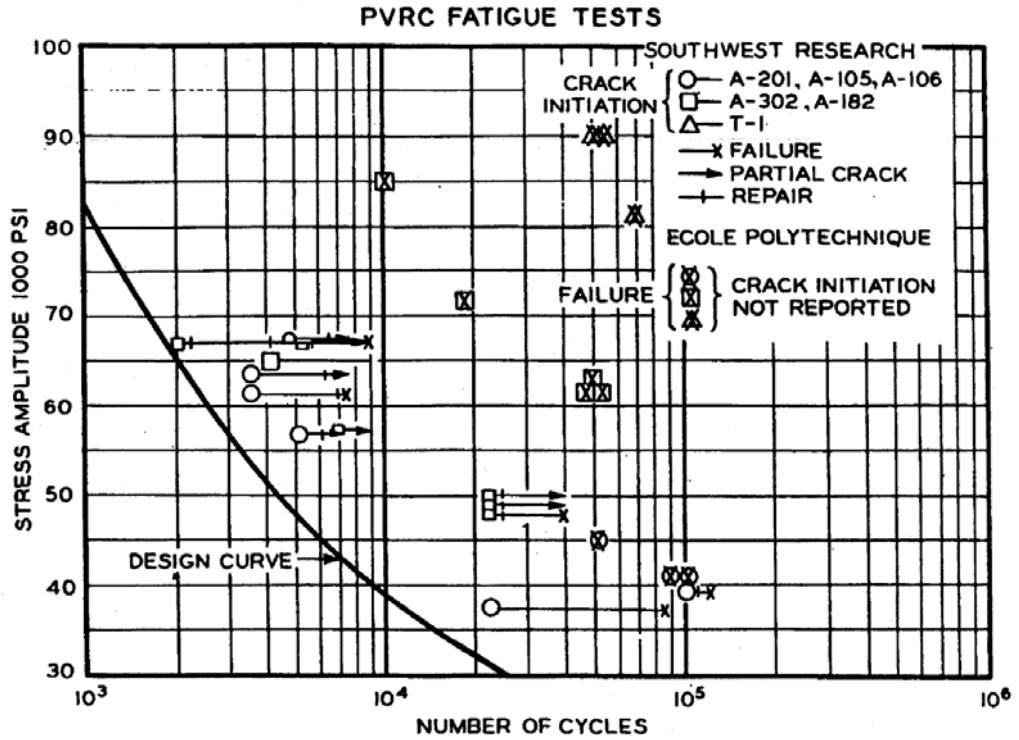 PVRC FATIGUE TESTS
100
90
80
70
60
50
40
30
STRESS AMPLITUDE 1000 PSI
SOUTHWEST RESEARCH
CRACK INITIATION
A-201, A-105, A-106
A-302, A-182
T-1
FAILURE
PARTIAL CRACK
REPAIR
ECOLE POLYTECHNIQUE
FAILURE
CRACK INITIATION
NOT REPORTED
DESIGN CURVE
10³
10⁴
10⁵
10⁶
NUMBER OF CYCLES